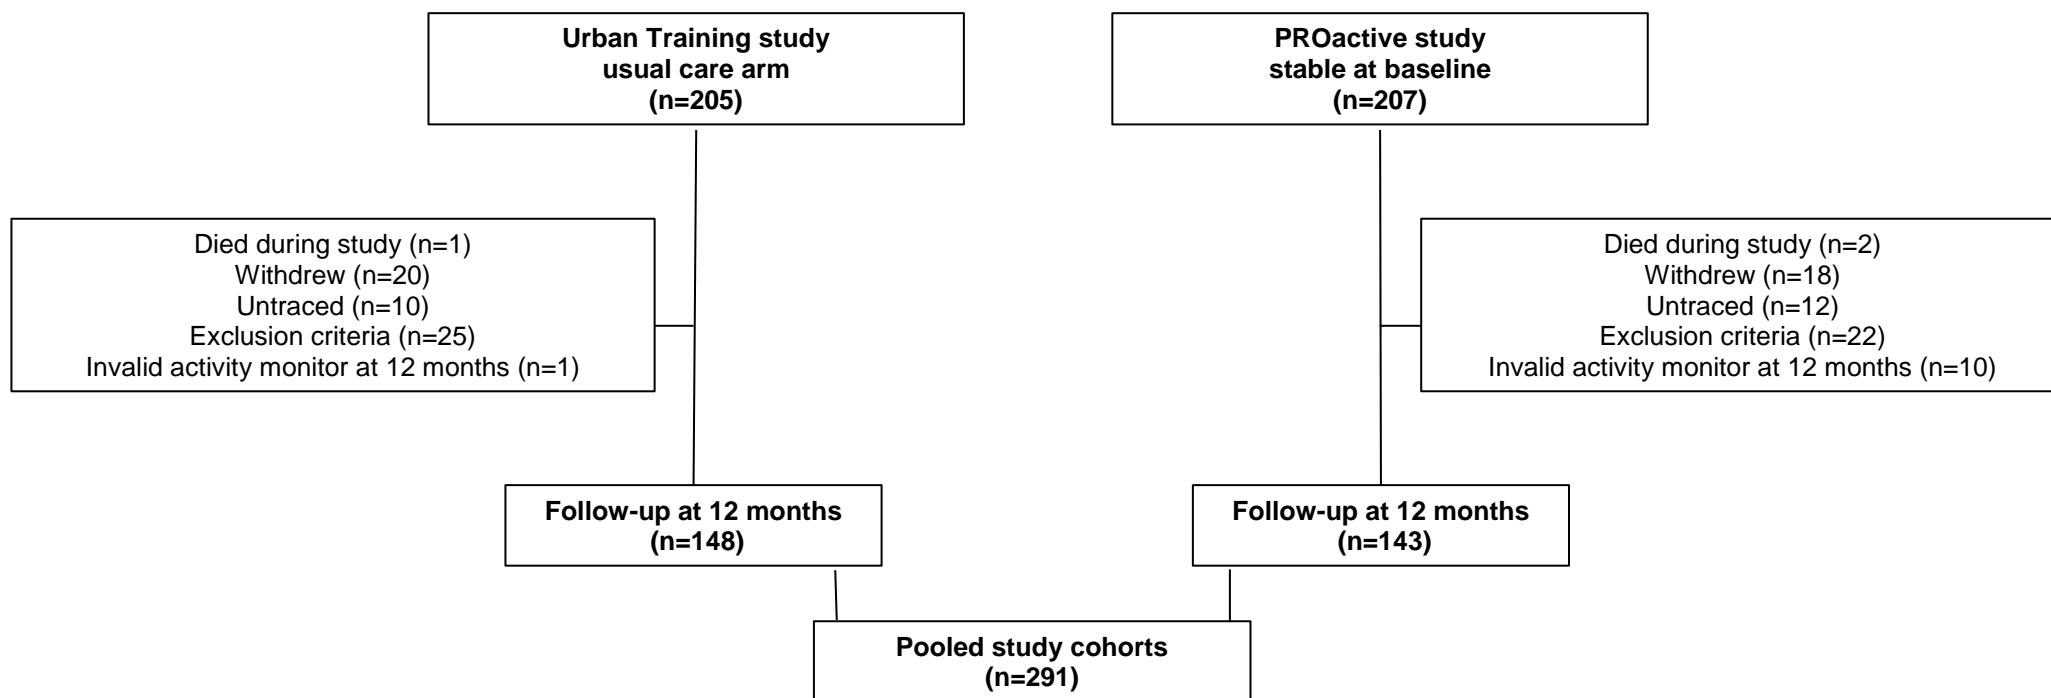 Urban Training study
usual care arm
(n=205)
PROactive study
stable at baseline
(n=207)
Died during study (n=1)
Withdrew (n=20)
Untraced (n=10)
Exclusion criteria (n=25)
Invalid activity monitor at 12 months (n=1)
Died during study (n=2)
Withdrew (n=18)
Untraced (n=12)
Exclusion criteria (n=22)
Invalid activity monitor at 12 months (n=10)
Follow-up at 12 months
(n=148)
Follow-up at 12 months
(n=143)
Pooled study cohorts
(n=291)